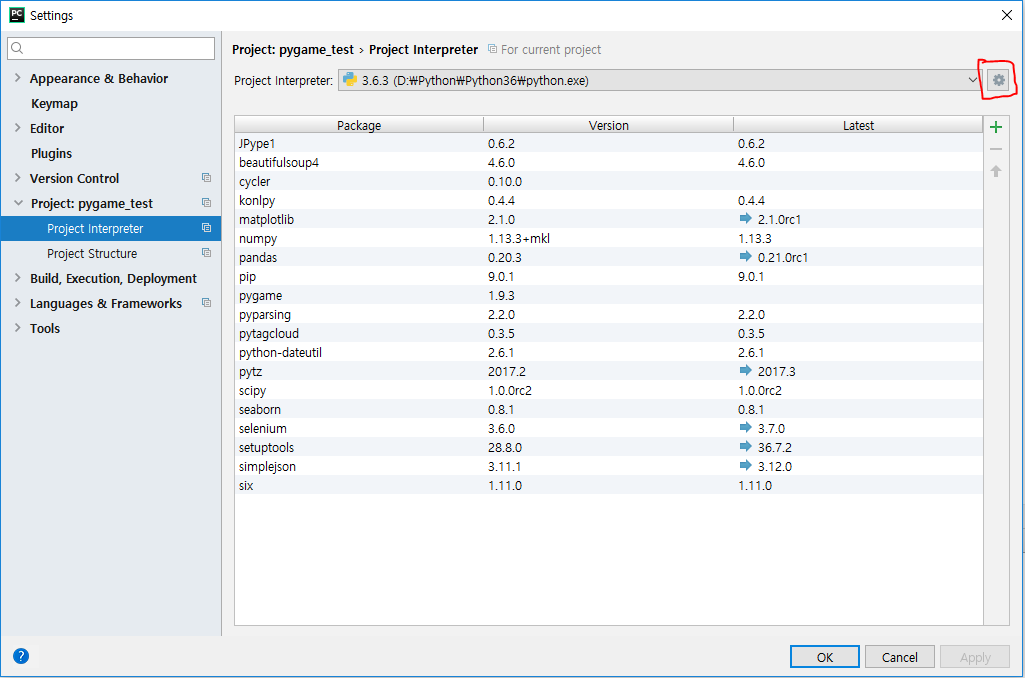 PC Settings
Appearance & Behavior
Keymap
Editor
Plugins
Version Control
Project: pygame_test
Project Interpreter
Project Structure
Build, Execution, Deployment
Languages & Frameworks
Tools
Project: pygame_test › Project Interpreter For current project
Project Interpreter: 3.6.3 (D:₩Python₩Python36₩python.exe)
Package Version Latest
JPype1 0.6.2 0.6.2
beautifulsoup4 4.6.0 4.6.0
cycler 0.10.0
konlpy 0.4.4 0.4.4
matplotlib 2.1.0 2.1.0rc1
numpy 1.13.3+mkl 1.13.3
pandas 0.20.3 0.21.0rc1
pip 9.0.1 9.0.1
pygame 1.9.3
pyparsing 2.2.0 2.2.0
pytagcloud 0.3.5 0.3.5
python-dateutil 2.6.1 2.6.1
pytz 2017.2 2017.3
scipy 1.0.0rc2 1.0.0rc2
seaborn 0.8.1 0.8.1
selenium 3.6.0 3.7.0
setuptools 28.8.0 36.7.2
simplejson 3.11.1 3.12.0
six 1.11.0 1.11.0
? OK Cancel Apply